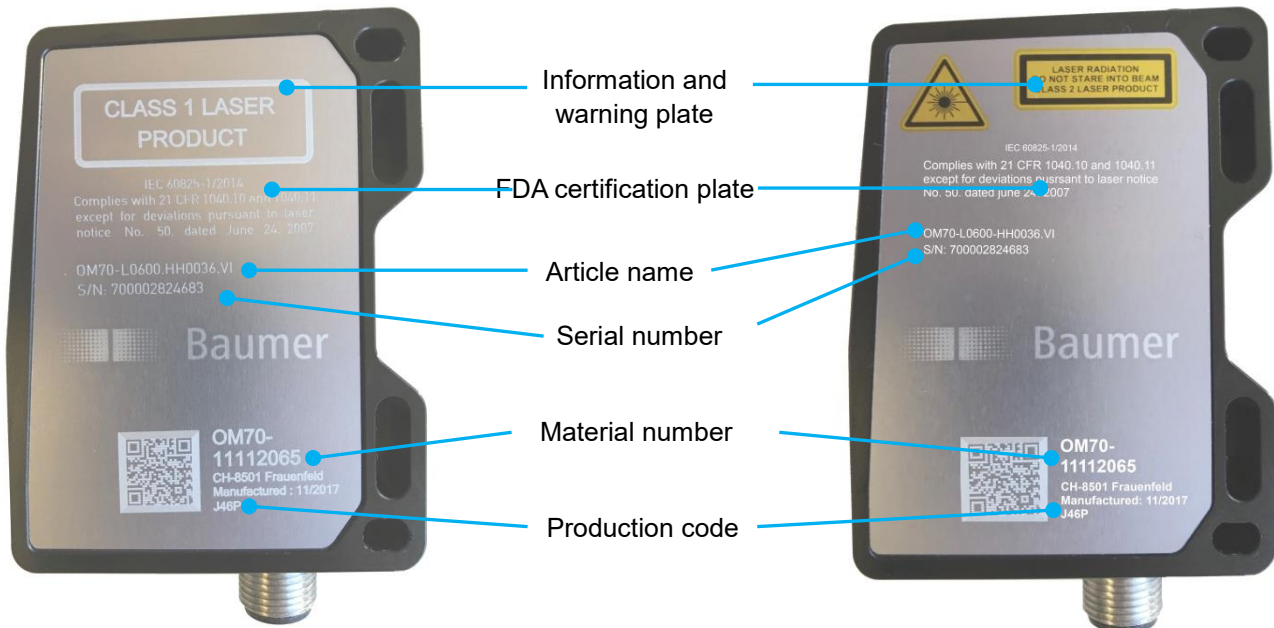 CLASS 1 LASER
PRODUCT
IEC 60825-1/2014
Complies with 21 CFR 1040.10 and 1040.11
except for deviations pursuant to laser
notice No. 50. dated June 24. 2007
OM70-L0600.HH0036.VI
S/N: 700002824683
Baumer
OM70-
11112065
CH-8501 Frauenfeld
Manufactured : 11/2017
J46P
Information and
warning plate
FDA certification plate
Article name
Serial number
Material number
Production code
LASER RADIATION
DO NOT STARE INTO BEAM
CLASS 2 LASER PRODUCT
IEC 60825-1/2014
Complies with 21 CFR 1040.10 and 1040.11
except for deviations pursrant to laser notice
No. 50. dated june 24. 2007
OM70-L0600-HH0036.VI
S/N: 700002824683
Baumer
OM70-
11112065
CH-8501 Frauenfeld
Manufactured: 11/2017
J46P